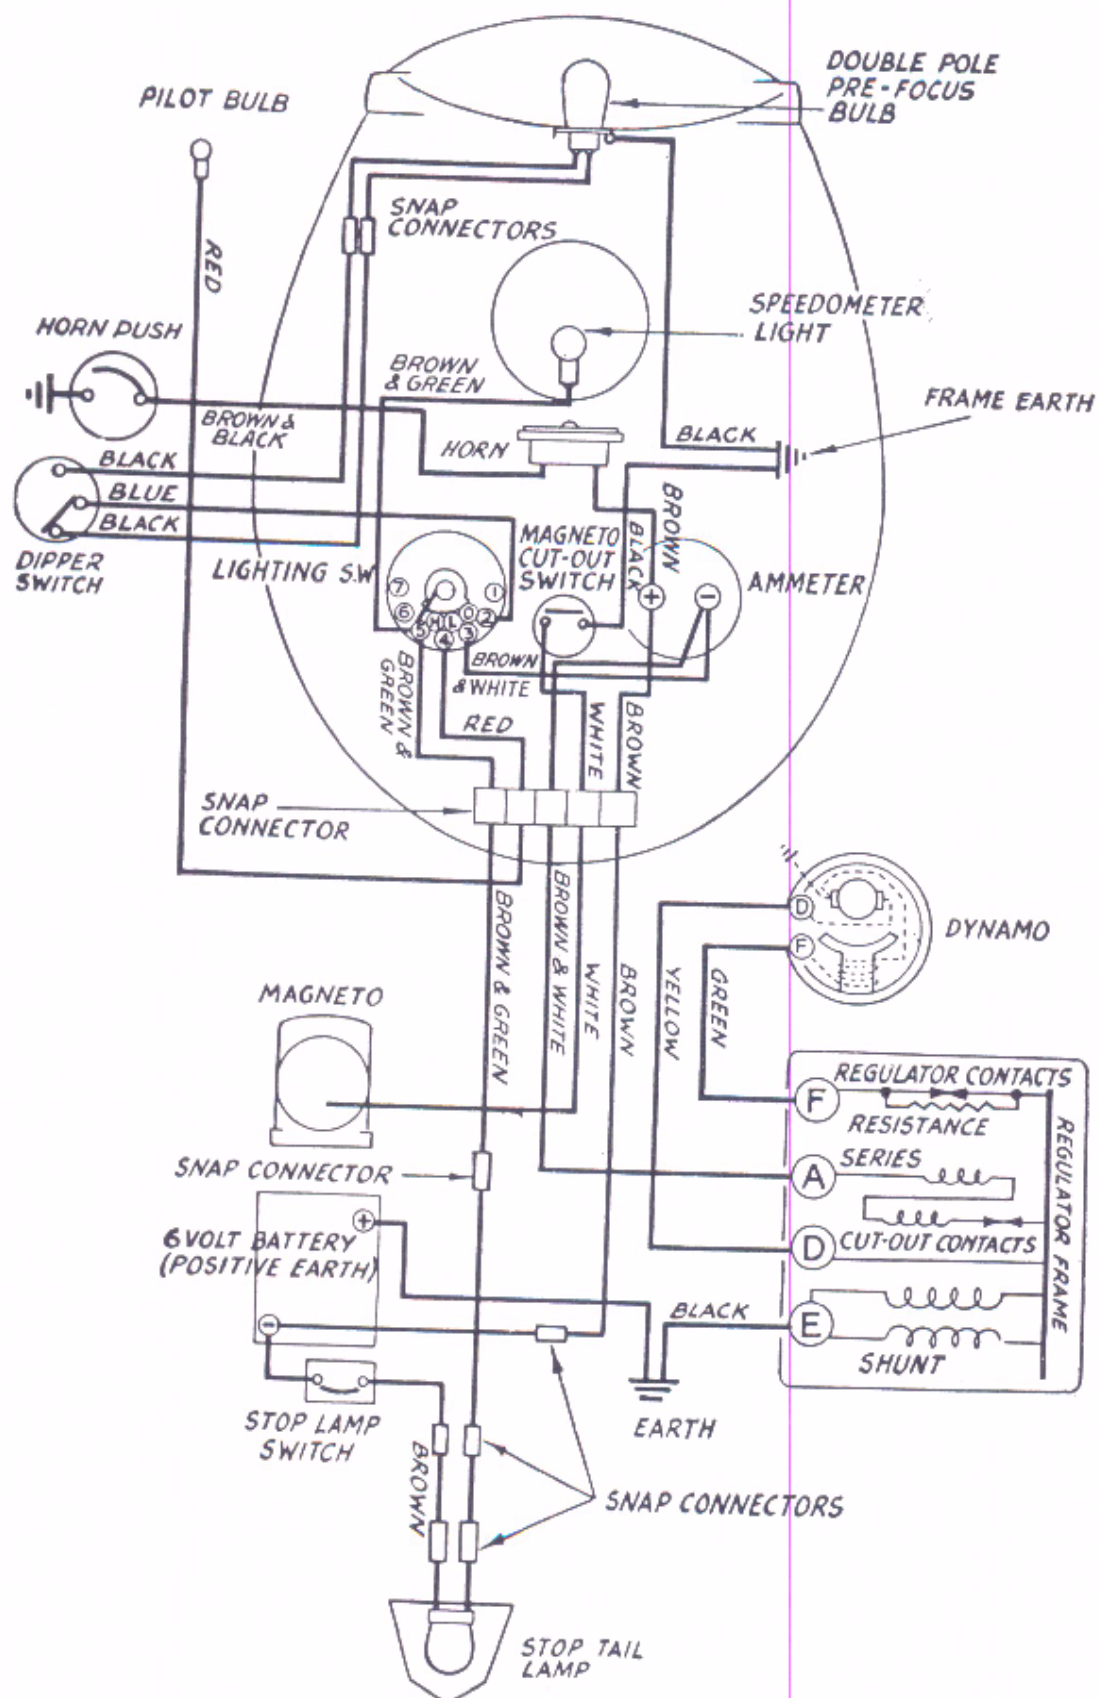 DOUBLE POLE
PRE-FOCUS
BULB
PILOT BULB
SNAP
CONNECTORS
RED
SPEEDOMETER
LIGHT
HORN PUSH
BROWN
& GREEN
FRAME EARTH
BROWN &
BLACK
HORN
BLACK
BLACK
BLUE
BLACK
DIPPER
SWITCH
LIGHTING S.W
MAGNETO
CUT-OUT
SWITCH
BLACK
BROWN
AMMETER
+
−
7
1
6
0
2
5
H
L
4
3
BROWN
& WHITE
BROWN &
GREEN
RED
WHITE
BROWN
SNAP
CONNECTOR
D
F
DYNAMO
BROWN & GREEN
BROWN & WHITE
WHITE
BROWN
YELLOW
GREEN
MAGNETO
F
REGULATOR CONTACTS
RESISTANCE
SNAP CONNECTOR
A
SERIES
REGULATOR FRAME
+
6 VOLT BATTERY
(POSITIVE EARTH)
−
D
CUT-OUT CONTACTS
BLACK
E
SHUNT
STOP LAMP
SWITCH
EARTH
BROWN
SNAP CONNECTORS
STOP TAIL
LAMP